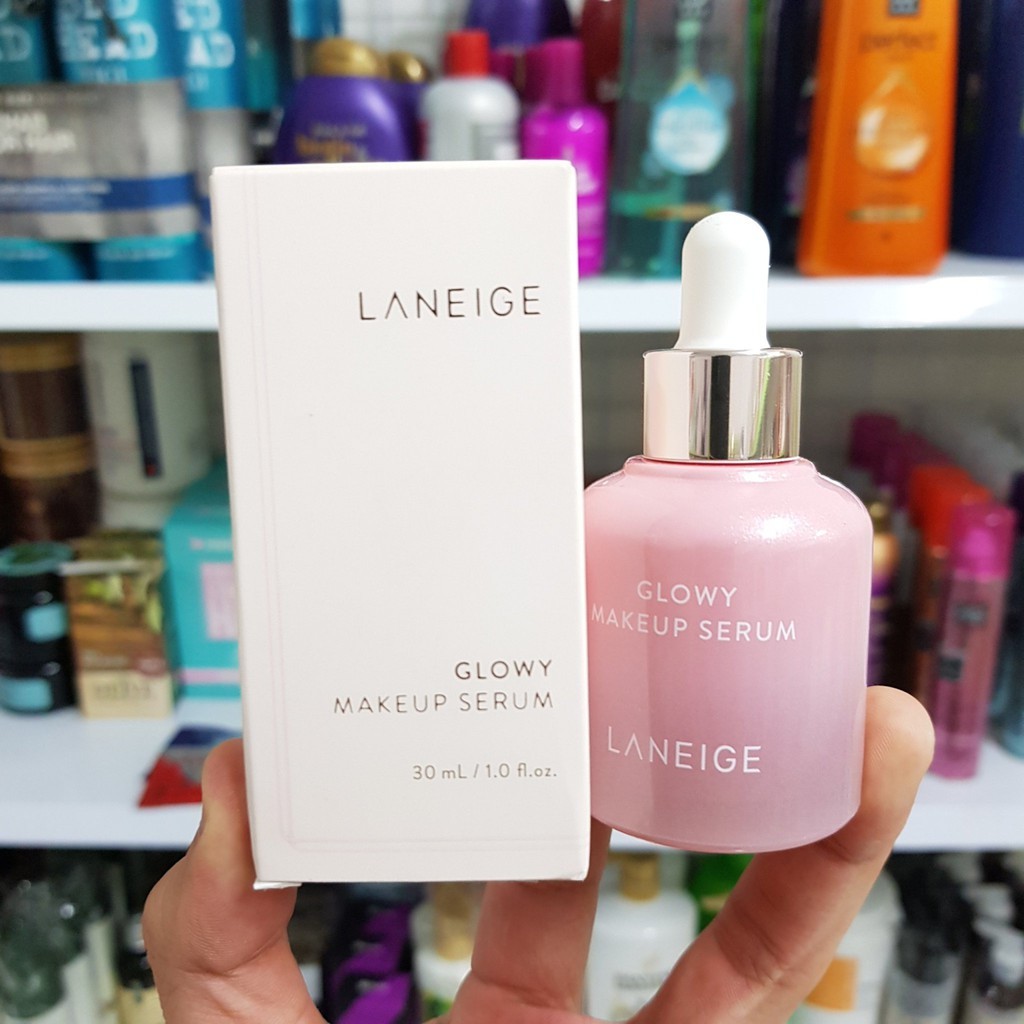 LANEIGE
GLOWY
MAKEUP SERUM
30 mL / 1.0 fl.oz.
GLOWY
MAKEUP SERUM
LANEIGE